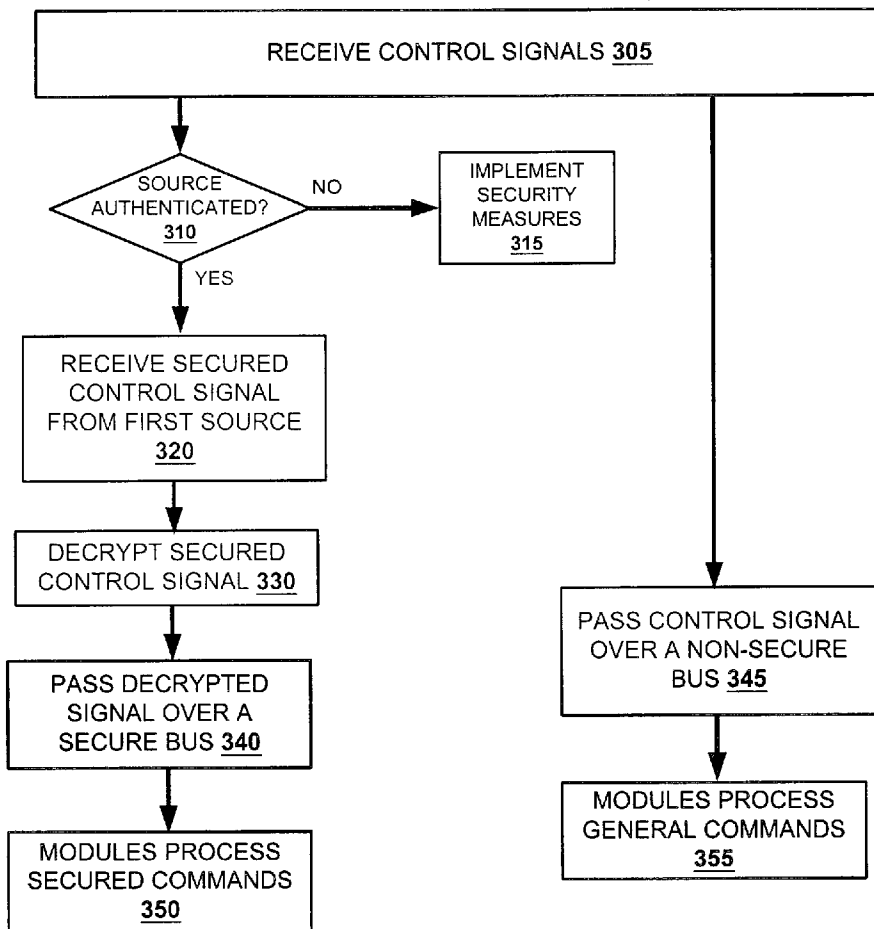 RECEIVE CONTROL SIGNALS 305
SOURCE
AUTHENTICATED?
310
NO
IMPLEMENT
SECURITY
MEASURES
315
YES
RECEIVE SECURED
CONTROL SIGNAL
FROM FIRST SOURCE
320
DECRYPT SECURED
CONTROL SIGNAL 330
PASS DECRYPTED
SIGNAL OVER A
SECURE BUS 340
MODULES PROCESS
SECURED COMMANDS
350
PASS CONTROL SIGNAL
OVER A NON-SECURE
BUS 345
MODULES PROCESS
GENERAL COMMANDS
355